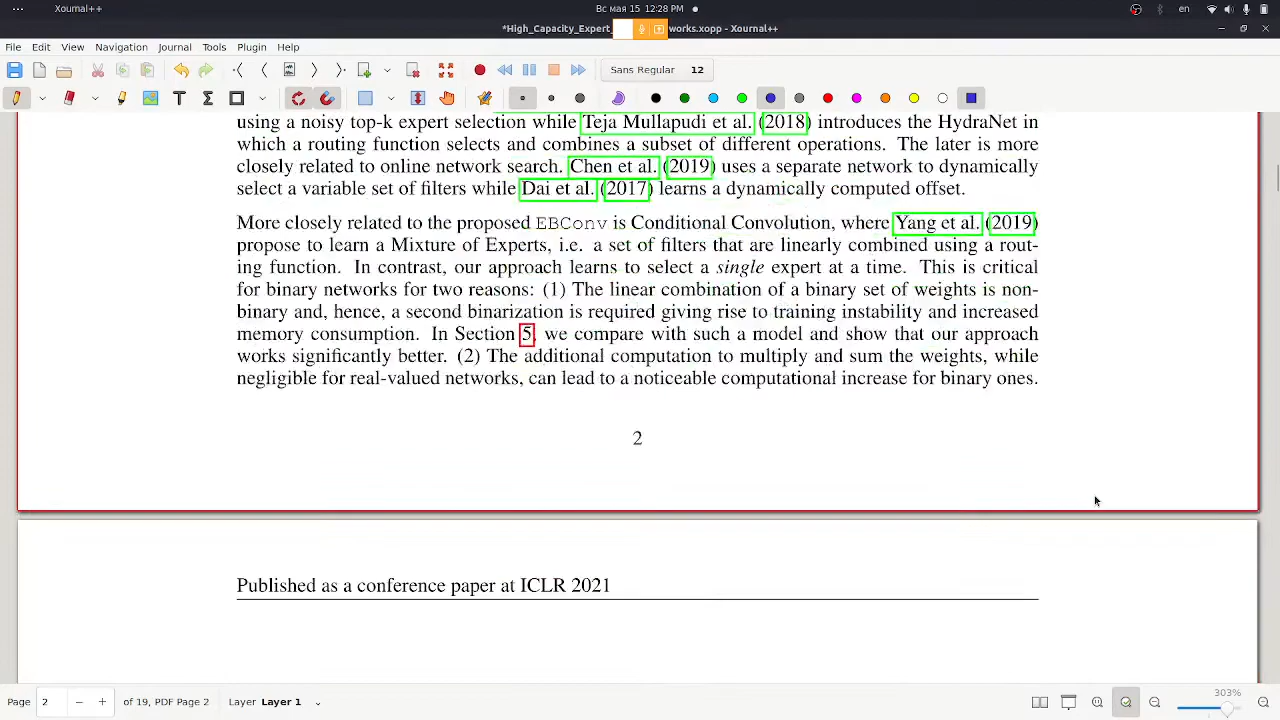 Xournal++
Вс мая 15 12:28 PM
en
*High_Capacity_Expert_
works.xopp - Xournal++
File Edit View Navigation Journal Tools Plugin Help
Sans Regular 12
using a noisy top-k expert selection while Teja Mullapudi et al. (2018) introduces the HydraNet in
which a routing function selects and combines a subset of different operations. The later is more
closely related to online network search. Chen et al. (2019) uses a separate network to dynamically
select a variable set of filters while Dai et al. (2017) learns a dynamically computed offset.
More closely related to the proposed EBConv is Conditional Convolution, where Yang et al. (2019)
propose to learn a Mixture of Experts, i.e. a set of filters that are linearly combined using a rout-
ing function. In contrast, our approach learns to select a single expert at a time. This is critical
for binary networks for two reasons: (1) The linear combination of a binary set of weights is non-
binary and, hence, a second binarization is required giving rise to training instability and increased
memory consumption. In Section 5, we compare with such a model and show that our approach
works significantly better. (2) The additional computation to multiply and sum the weights, while
negligible for real-valued networks, can lead to a noticeable computational increase for binary ones.
2
Published as a conference paper at ICLR 2021
Page 2 of 19, PDF Page 2 Layer Layer 1
303%